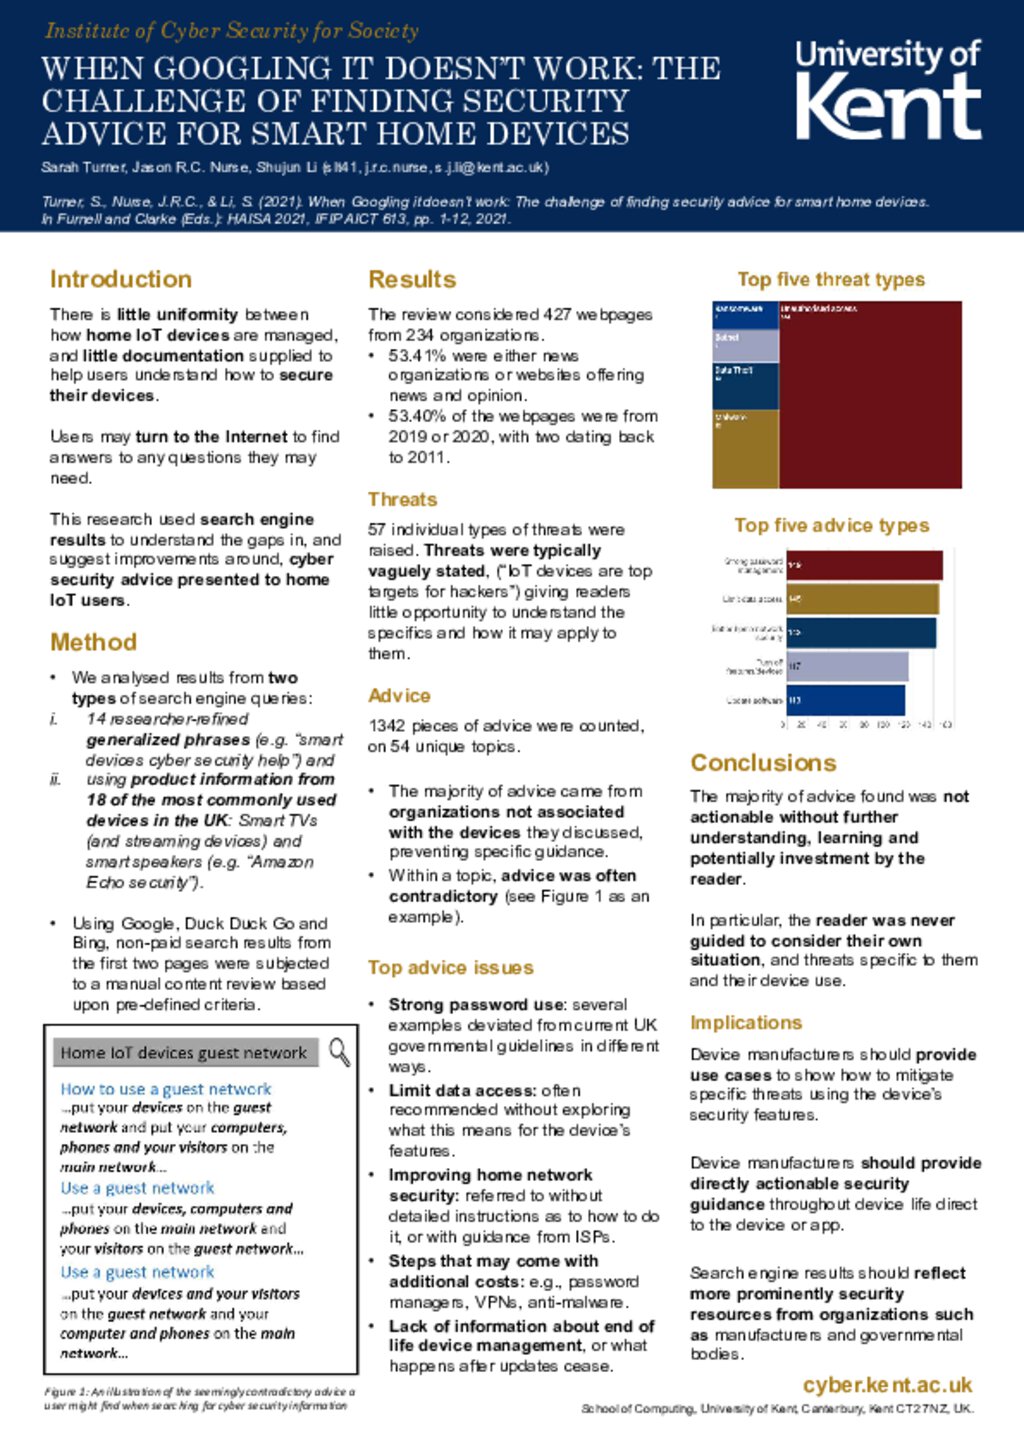 Institute of Cyber Security for Society
WHEN GOOGLING IT DOESN'T WORK: THE
CHALLENGE OF FINDING SECURITY
ADVICE FOR SMART HOME DEVICES
Sarah Turner, Jason R.C. Nurse, Shujun Li (slt41, j.r.c.nurse, s.j.li@kent.ac.uk)
Turner, S., Nurse, J.R.C., & Li, S. (2021). When Googling it doesn't work: The challenge of finding security advice for smart home devices.
In Furnell and Clarke (Eds.): HAISA 2021, IFIP AICT 613, pp. 1-12, 2021.
University of
Kent
Introduction
There is little uniformity between
how home IoT devices are managed,
and little documentation supplied to
help users understand how to secure
their devices.
Users may turn to the Internet to find
answers to any questions they may
need.
This research used search engine
results to understand the gaps in, and
suggest improvements around, cyber
security advice presented to home
IoT users.
Method
• We analysed results from two
types of search engine queries:
i. 14 researcher-refined
generalized phrases (e.g. "smart
devices cyber security help") and
ii. using product information from
18 of the most commonly used
devices in the UK: Smart TVs
(and streaming devices) and
smart speakers (e.g. "Amazon
Echo security").
• Using Google, Duck Duck Go and
Bing, non-paid search results from
the first two pages were subjected
to a manual content review based
upon pre-defined criteria.
Home IoT devices guest network
How to use a guest network
...put your devices on the guest
network and put your computers,
phones and your visitors on the
main network...
Use a guest network
...put your devices, computers and
phones on the main network and
your visitors on the guest network...
Use a guest network
...put your devices and your visitors
on the guest network and your
computer and phones on the main
network...
Figure 1: An illustration of the seemingly contradictory advice a
user might find when searching for cyber security information
Results
The review considered 427 webpages
from 234 organizations.
• 53.41% were either news
organizations or websites offering
news and opinion.
• 53.40% of the webpages were from
2019 or 2020, with two dating back
to 2011.
Threats
57 individual types of threats were
raised. Threats were typically
vaguely stated, ("IoT devices are top
targets for hackers") giving readers
little opportunity to understand the
specifics and how it may apply to
them.
Advice
1342 pieces of advice were counted,
on 54 unique topics.
• The majority of advice came from
organizations not associated
with the devices they discussed,
preventing specific guidance.
• Within a topic, advice was often
contradictory (see Figure 1 as an
example).
Top advice issues
• Strong password use: several
examples deviated from current UK
governmental guidelines in different
ways.
• Limit data access: often
recommended without exploring
what this means for the device's
features.
• Improving home network
security: referred to without
detailed instructions as to how to do
it, or with guidance from ISPs.
• Steps that may come with
additional costs: e.g., password
managers, VPNs, anti-malware.
• Lack of information about end of
life device management, or what
happens after updates cease.
Top five threat types
Ransomware
Unauthorised access
Botnet
Data Theft
Malware
Top five advice types
Strong password
management
149
Limit data access
145
Better home network
security
Turn off
features/devices
117
Update software
113
0 20 40 60 80 100 120 140 160
Conclusions
The majority of advice found was not
actionable without further
understanding, learning and
potentially investment by the
reader.
In particular, the reader was never
guided to consider their own
situation, and threats specific to them
and their device use.
Implications
Device manufacturers should provide
use cases to show how to mitigate
specific threats using the device's
security features.
Device manufacturers should provide
directly actionable security
guidance throughout device life direct
to the device or app.
Search engine results should reflect
more prominently security
resources from organizations such
as manufacturers and governmental
bodies.
cyber.kent.ac.uk
School of Computing, University of Kent, Canterbury, Kent CT2 7NZ, UK.